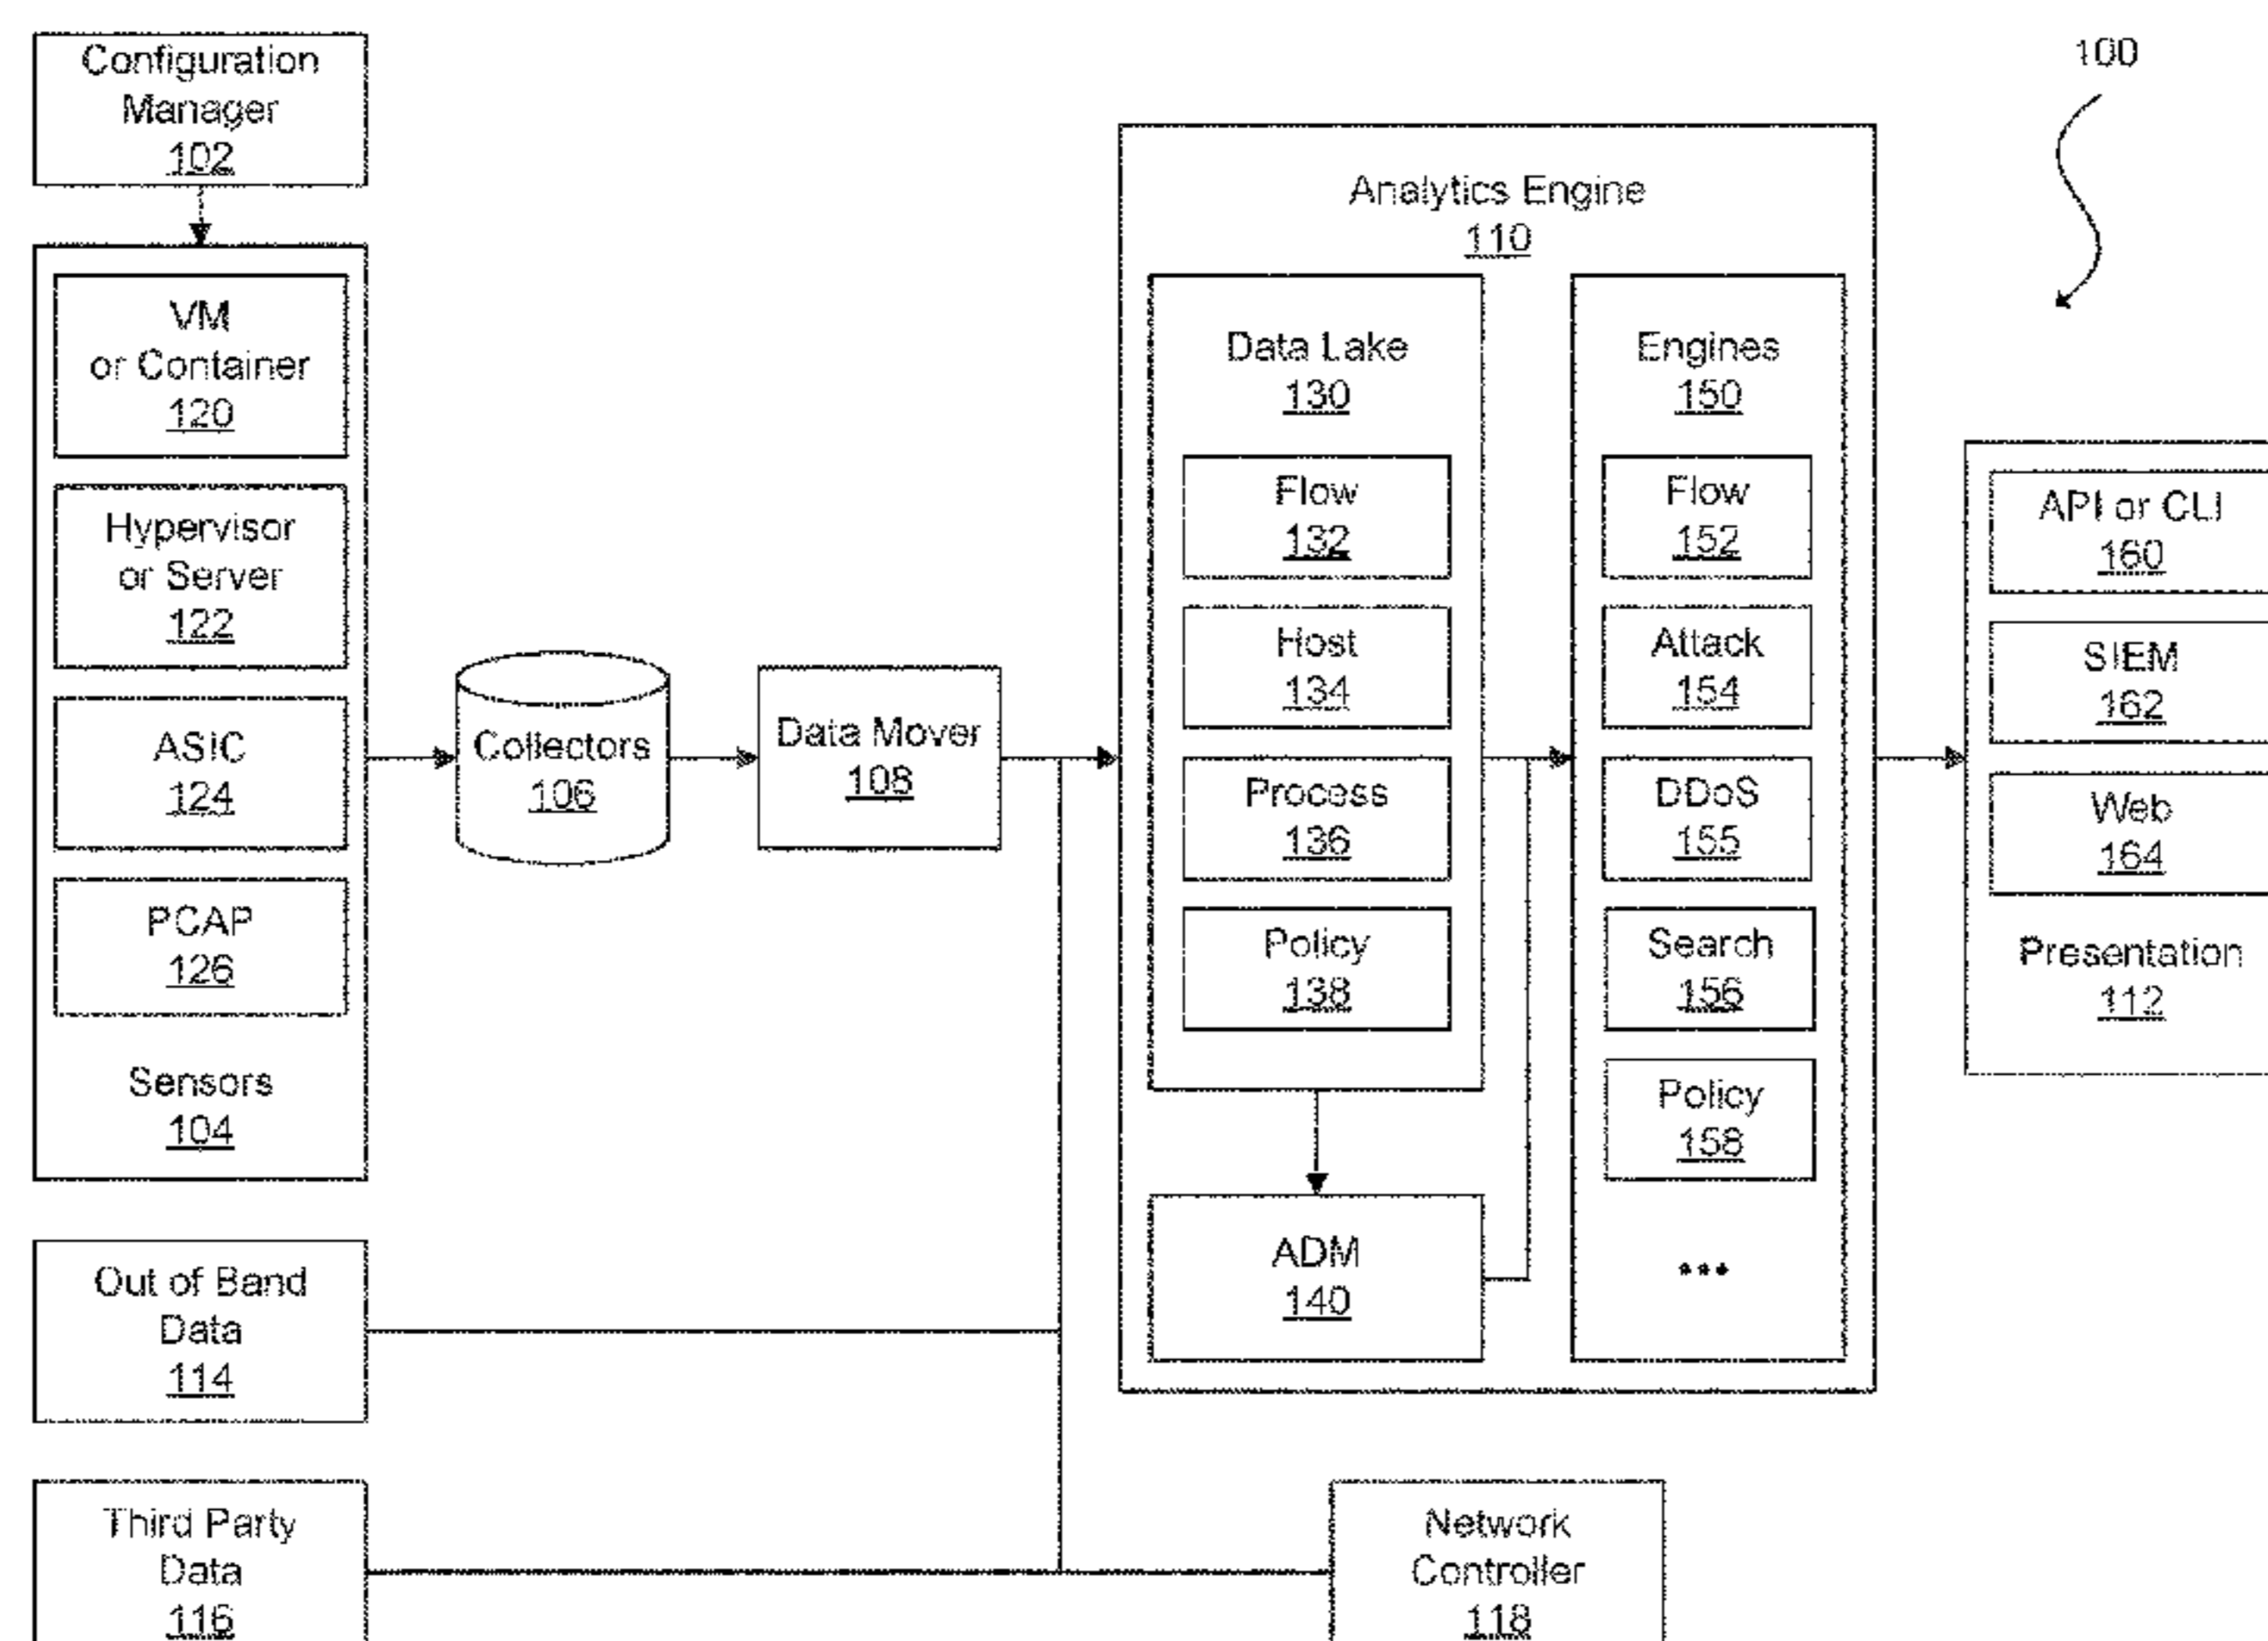 Configuration
Manager
102
100
VM
or Container
120
Hypervisor
or Server
122
ASIC
124
PCAP
126
Sensors
104
Collectors
106
Data Mover
108
Analytics Engine
110
Data Lake
130
Flow
132
Host
134
Process
136
Policy
138
ADM
140
Engines
150
Flow
152
Attack
154
DDoS
155
Search
156
Policy
158
...
API or CLI
160
SIEM
162
Web
164
Presentation
112
Out of Band
Data
114
Third Party
Data
116
Network
Controller
118